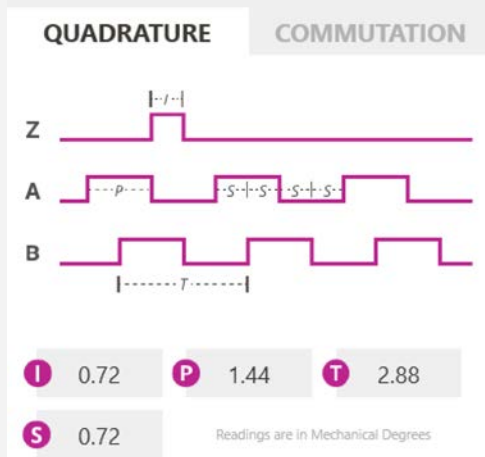 QUADRATURE COMMUTATION
I
Z
A P S S S S
B
T
I 0.72 P 1.44 T 2.88
S 0.72 Readings are in Mechanical Degrees